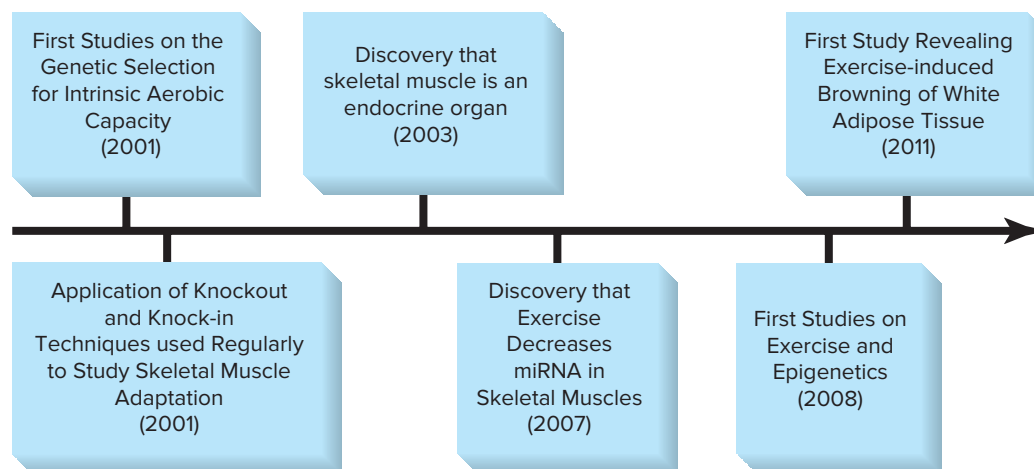 First Studies on the
Genetic Selection
for Intrinsic Aerobic
Capacity
(2001)
Discovery that
skeletal muscle is an
endocrine organ
(2003)
First Study Revealing
Exercise-induced
Browning of White
Adipose Tissue
(2011)
Application of Knockout
and Knock-in
Techniques used Regularly
to Study Skeletal Muscle
Adaptation
(2001)
Discovery that
Exercise
Decreases
miRNA in
Skeletal Muscles
(2007)
First Studies on
Exercise and
Epigenetics
(2008)